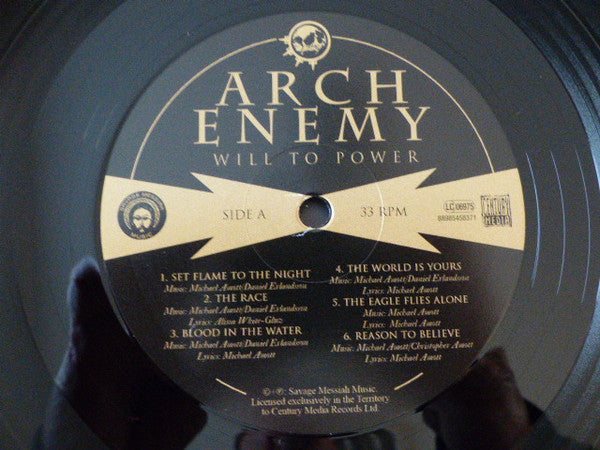 ARCH
ENEMY
WILL TO POWER
SIDE A
33 RPM
LC 06975
88985458371
CENTURY
MEDIA
1. SET FLAME TO THE NIGHT
Music: Michael Amott/Daniel Erlandsson
2. THE RACE
Music: Michael Amott/Daniel Erlandsson
Lyrics: Alissa White-Gluz
3. BLOOD IN THE WATER
Music: Michael Amott/Daniel Erlandsson
Lyrics: Michael Amott
4. THE WORLD IS YOURS
Music: Michael Amott/Daniel Erlandsson
Lyrics: Michael Amott
5. THE EAGLE FLIES ALONE
Music: Michael Amott
Lyrics: Michael Amott
6. REASON TO BELIEVE
Music: Michael Amott/Christopher Amott
Lyrics: Michael Amott
©+℗: Savage Messiah Music.
Licensed exclusively in the Territory
to Century Media Records Ltd.